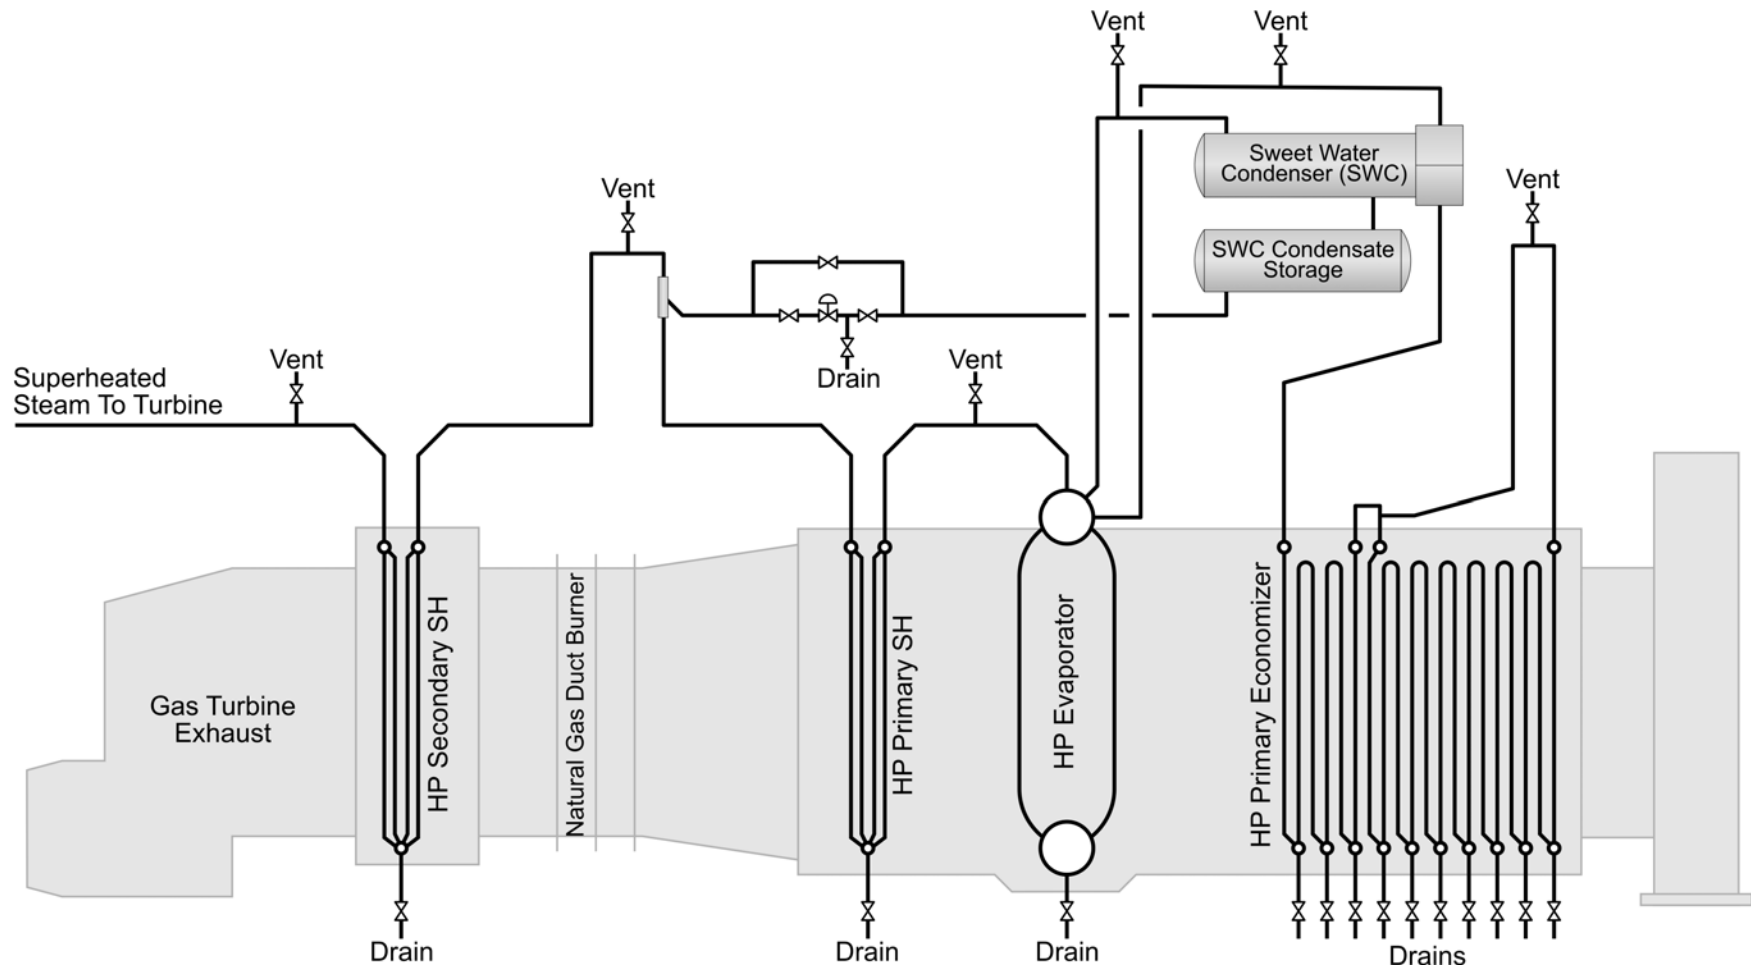 Vent
Vent
Sweet Water
Condenser (SWC)
Vent
Vent
SWC Condensate
Storage
Vent
Vent
Drain
Superheated
Steam To Turbine
Gas Turbine
Exhaust
HP Secondary SH
Natural Gas Duct Burner
HP Primary SH
HP Evaporator
HP Primary Economizer
Drain
Drain
Drain
Drains